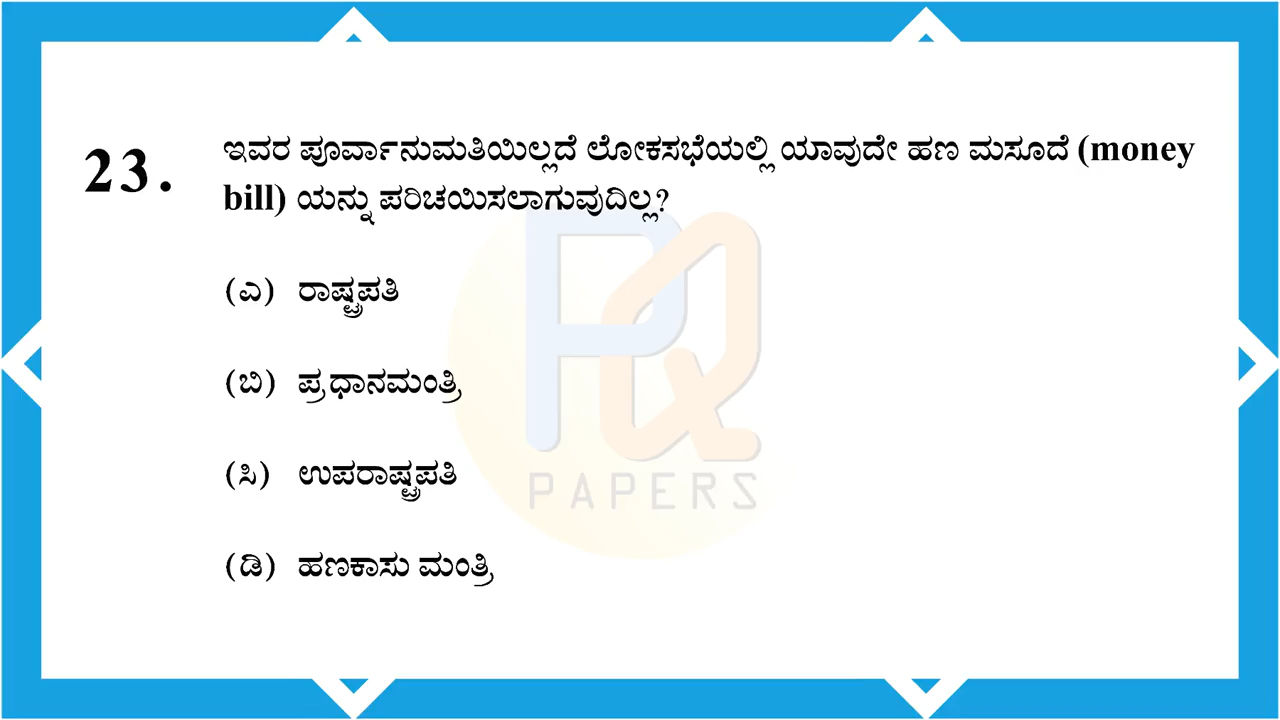 23. ಇವರ ಪೂರ್ವಾನುಮತಿಯಿಲ್ಲದೆ ಲೋಕಸಭೆಯಲ್ಲಿ ಯಾವುದೇ ಹಣ ಮಸೂದೆ (money
bill) ಯನ್ನು ಪರಿಚಯಿಸಲಾಗುವುದಿಲ್ಲ?
(ಎ) ರಾಷ್ಟ್ರಪತಿ
(ಬಿ) ಪ್ರಧಾನಮಂತ್ರಿ
(ಸಿ) ಉಪರಾಷ್ಟ್ರಪತಿ
(ಡಿ) ಹಣಕಾಸು ಮಂತ್ರಿ
PQ
PAPERS